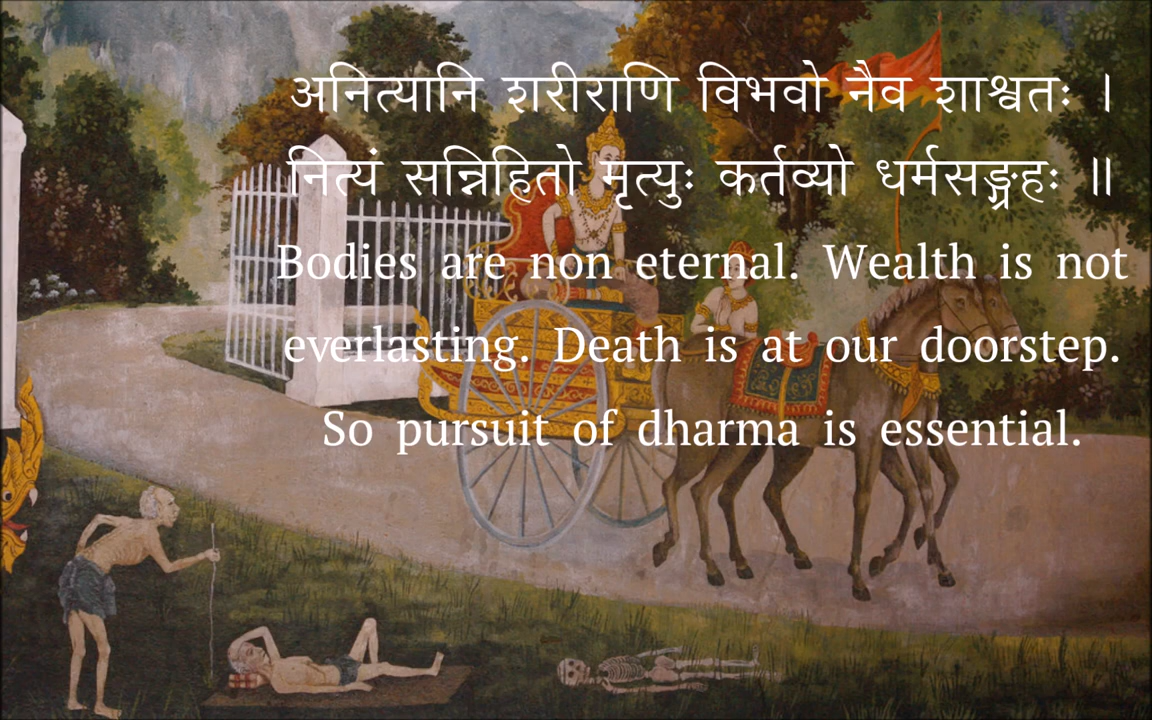 अनित्यानि शरीराणि विभवो नैव शाश्वतः ।
नित्यं सन्निहितो मृत्युः कर्तव्यो धर्मसङ्ग्रहः ॥
Bodies are non eternal. Wealth is not
everlasting. Death is at our doorstep.
So pursuit of dharma is essential.